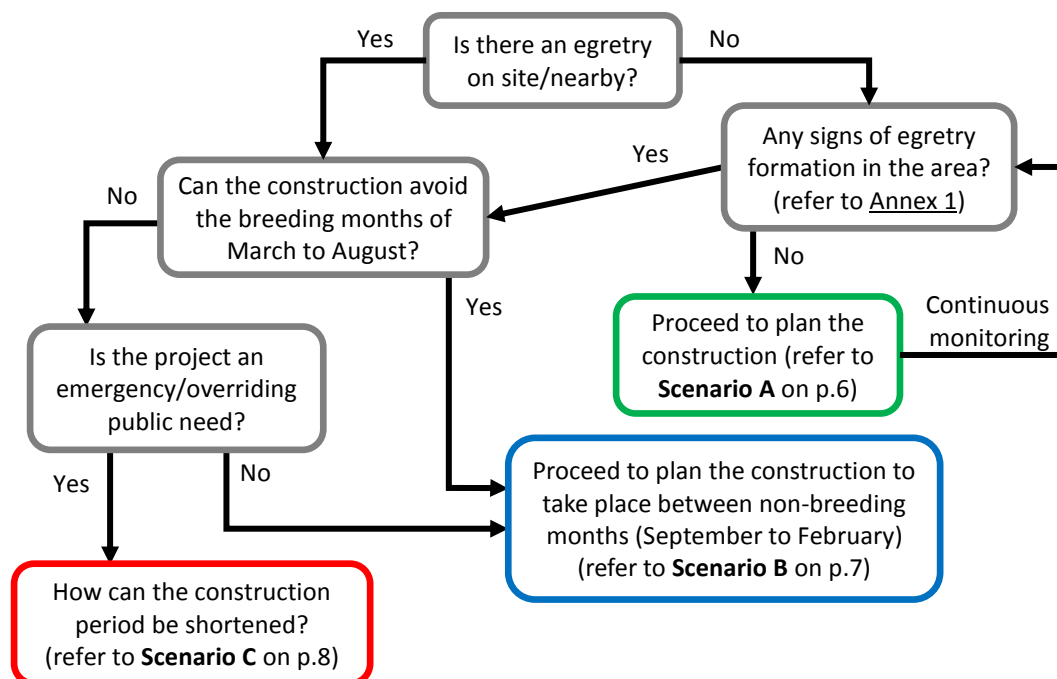 Yes
Is there an egretry
on site/nearby?
No
Any signs of egretry
formation in the area?
(refer to Annex 1)
Yes
Can the construction avoid
the breeding months of
March to August?
No
No
Yes
Proceed to plan the
construction (refer to
Scenario A on p.6)
Continuous
monitoring
Is the project an
emergency/overriding
public need?
Yes
No
Proceed to plan the construction to
take place between non-breeding
months (September to February)
(refer to Scenario B on p.7)
How can the construction
period be shortened?
(refer to Scenario C on p.8)